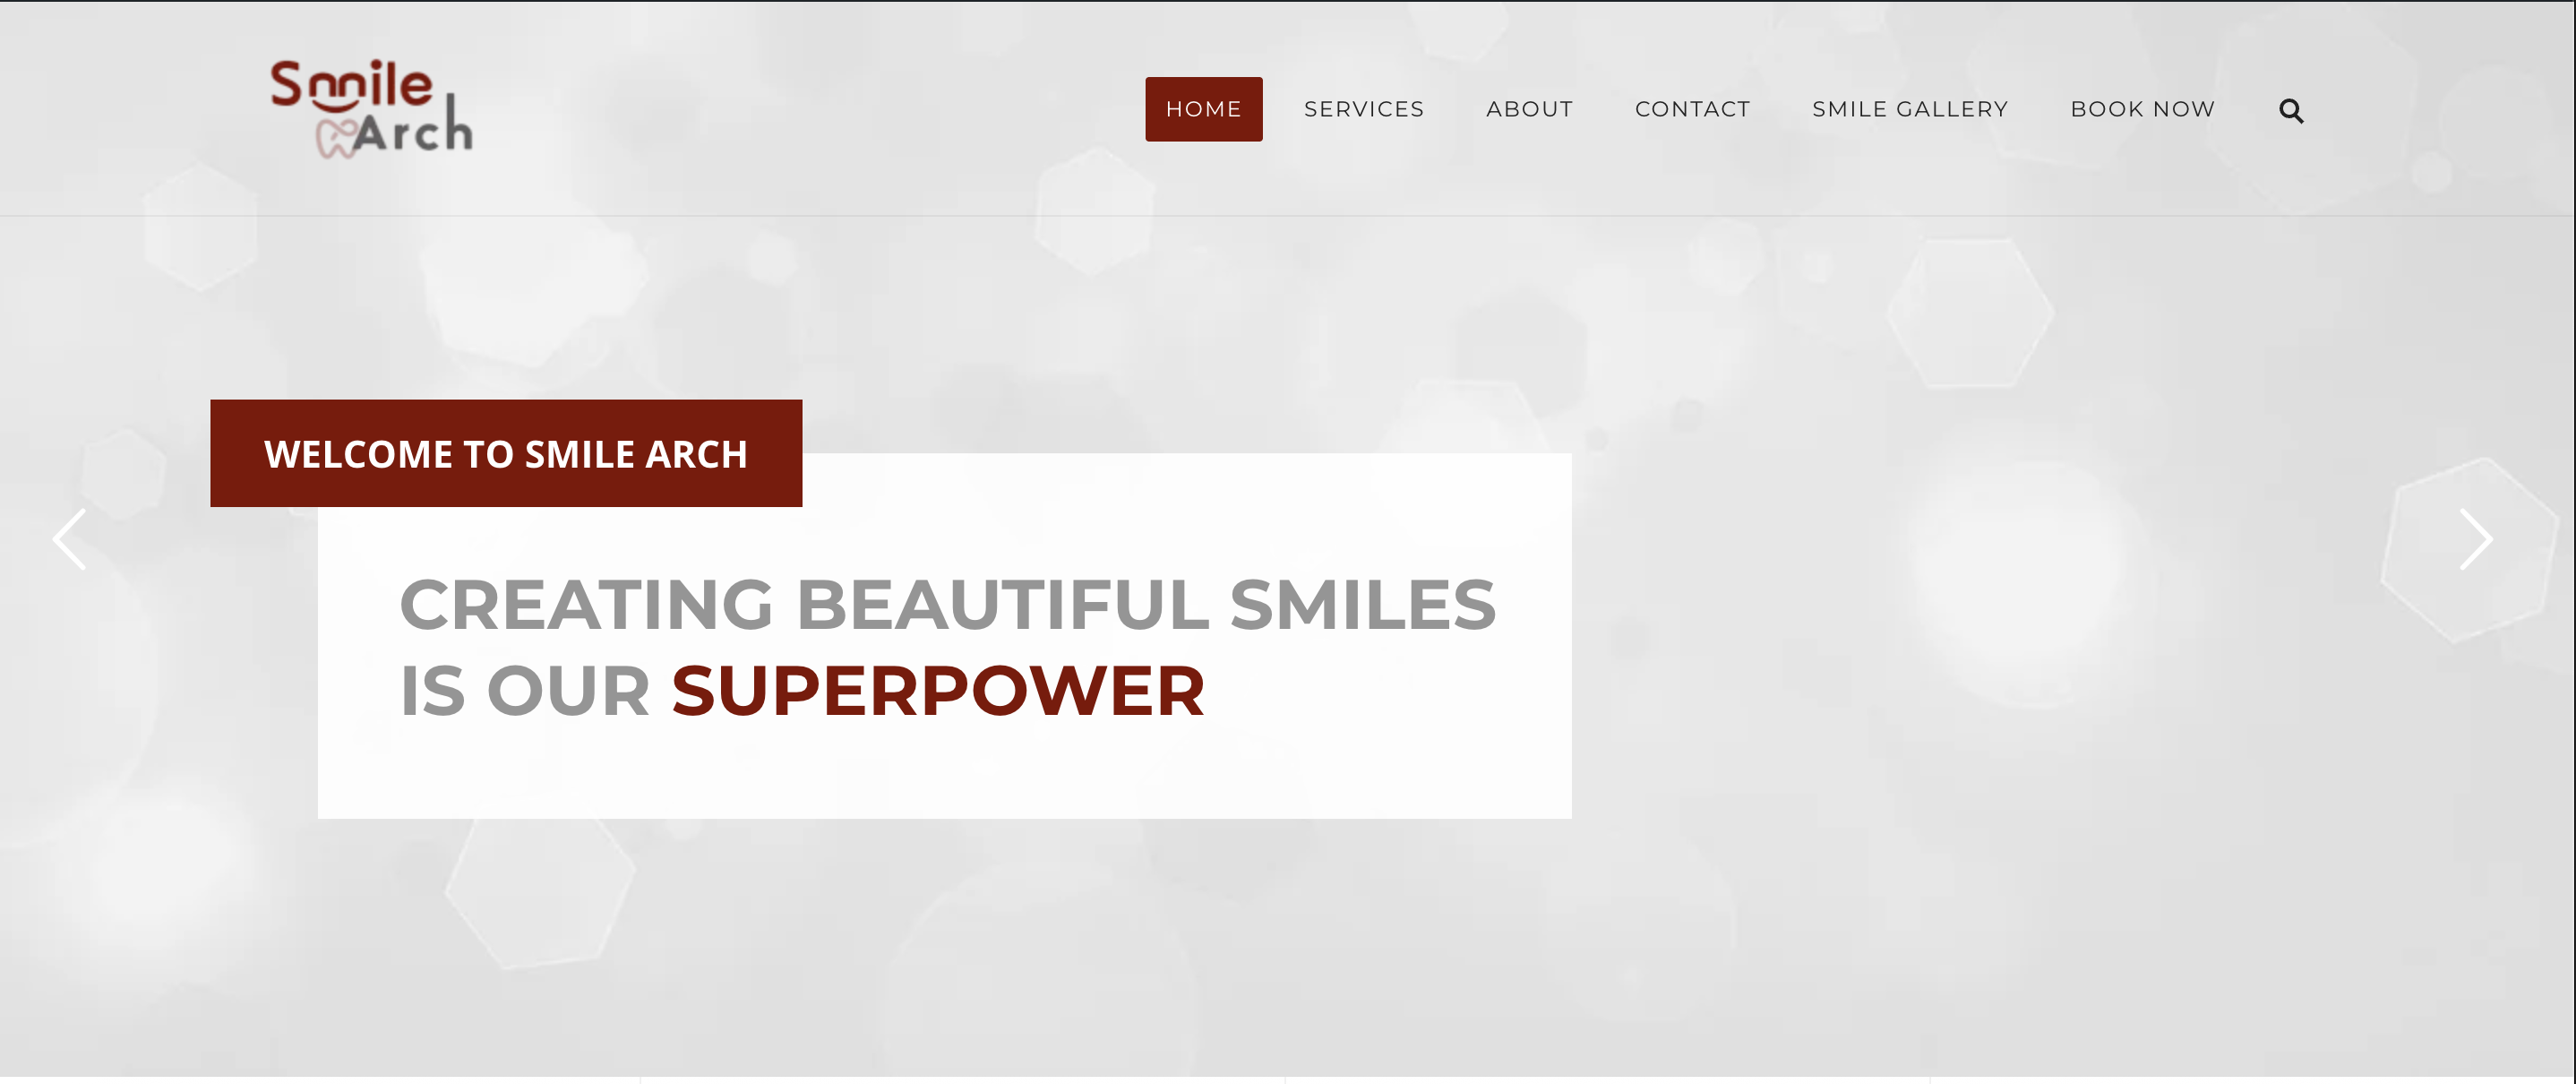 Smile
Arch
HOME SERVICES ABOUT CONTACT SMILE GALLERY BOOK NOW
WELCOME TO SMILE ARCH
CREATING BEAUTIFUL SMILES
IS OUR SUPERPOWER